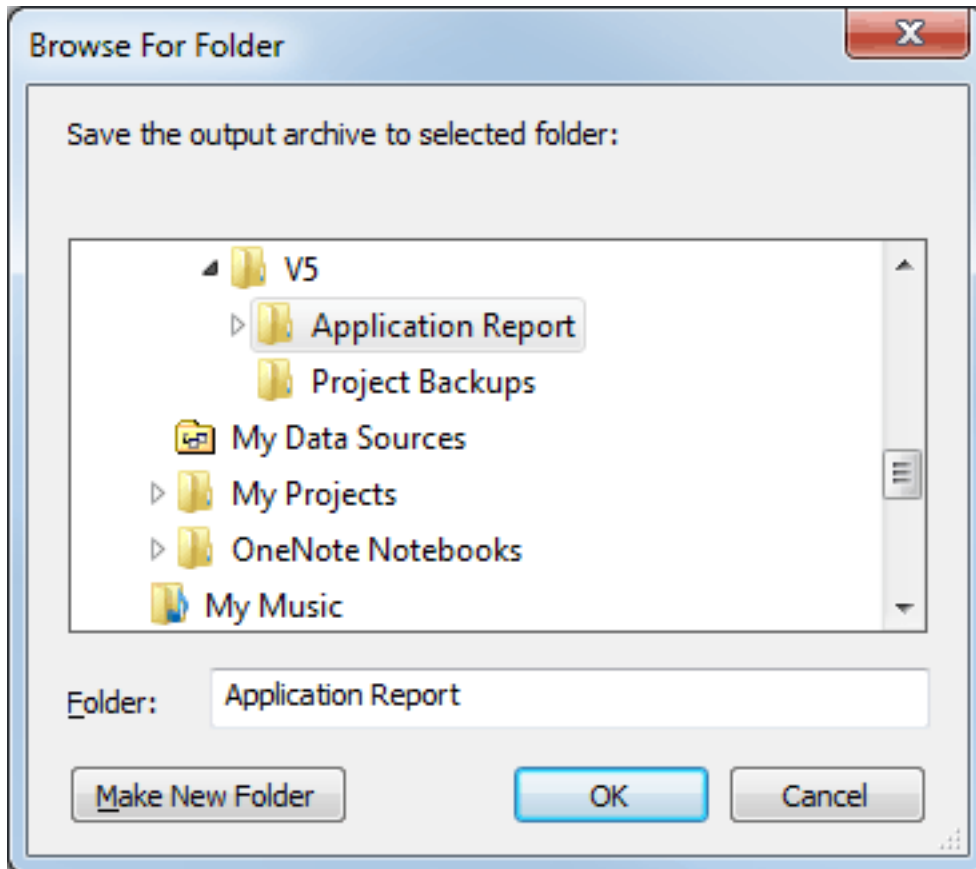 Browse For Folder
Save the output archive to selected folder:
V5
Application Report
Project Backups
My Data Sources
My Projects
OneNote Notebooks
My Music
Folder: Application Report
Make New Folder OK Cancel